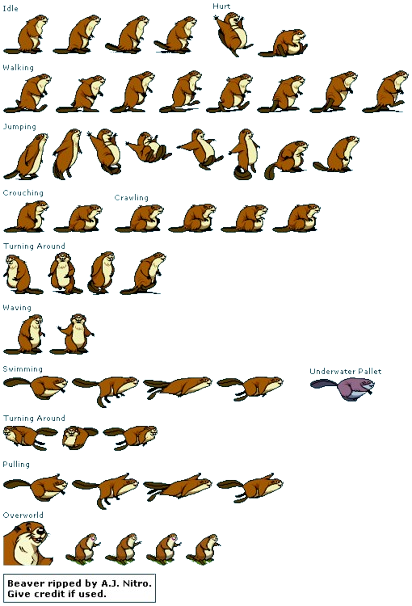 Idle
Hurt
Walking
Jumping
Crouching
Crawling
Turning Around
Waving
Swimming
Underwater Pallet
Turning Around
Pulling
Overworld
Beaver ripped by A.J. Nitro.
Give credit if used.